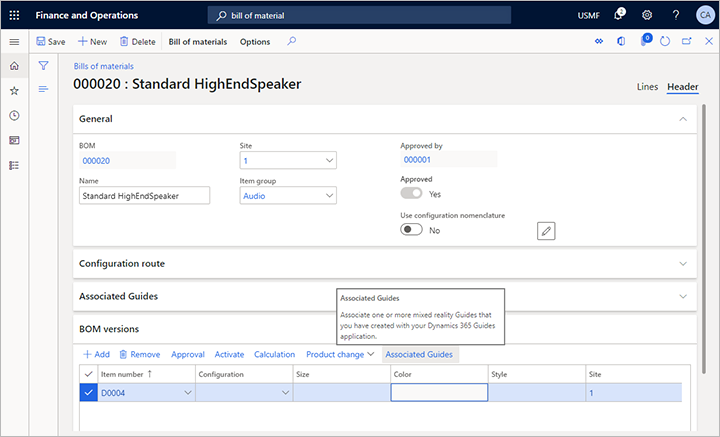 Finance and Operations
bill of material
USMF
2
?
CA
Save
New
Delete
Bill of materials
Options
0
Bills of materials
000020 : Standard HighEndSpeaker
Lines
Header
General
BOM
Site
Approved by
000020
1
000001
Name
Item group
Approved
Standard HighEndSpeaker
Audio
Yes
Use configuration nomenclature
No
Configuration route
Associated Guides
Associated Guides
Associate one or more mixed reality Guides that
you have created with your Dynamics 365 Guides
application.
BOM versions
Add
Remove
Approval
Activate
Calculation
Product change
Associated Guides
Item number
Configuration
Size
Color
Style
Site
D0004
1